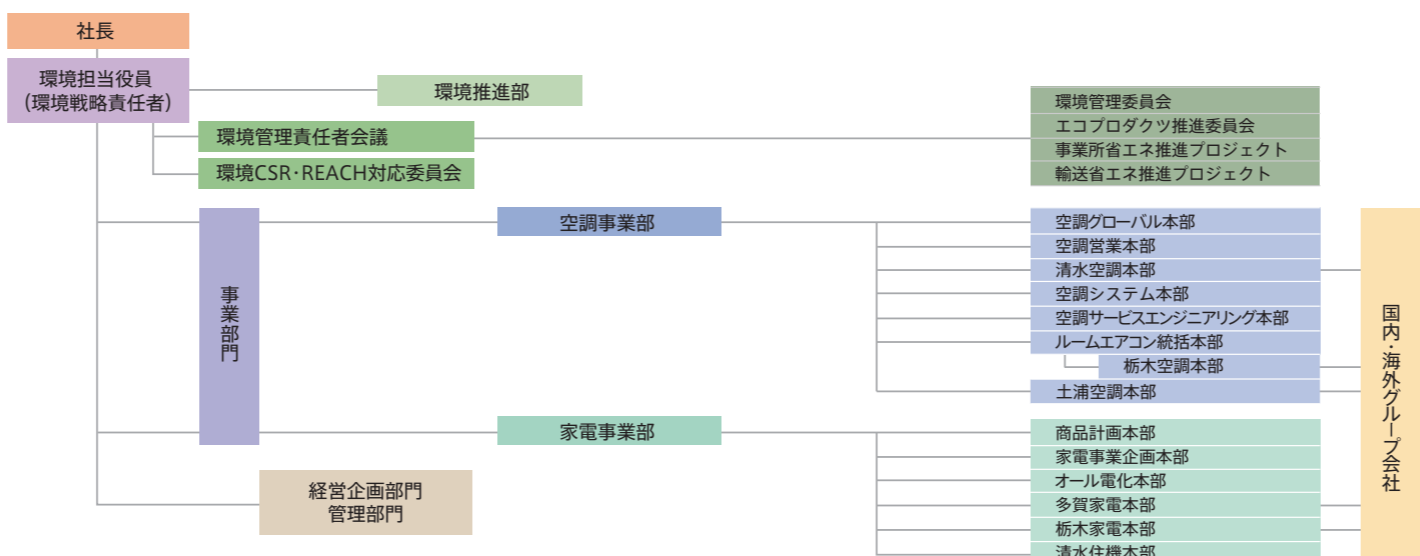 社長
環境担当役員
(環境戦略責任者)
環境推進部
環境管理責任者会議
環境CSR・REACH対応委員会
環境管理委員会
エコプロダクツ推進委員会
事業所省エネ推進プロジェクト
輸送省エネ推進プロジェクト
事業部門
空調事業部
空調グローバル本部
空調営業本部
清水空調本部
空調システム本部
空調サービスエンジニアリング本部
ルームエアコン統括本部
栃木空調本部
土浦空調本部
家電事業部
商品計画本部
家電事業企画本部
オール電化本部
多賀家電本部
栃木家電本部
清水住機本部
経営企画部門
管理部門
国内・海外グループ会社